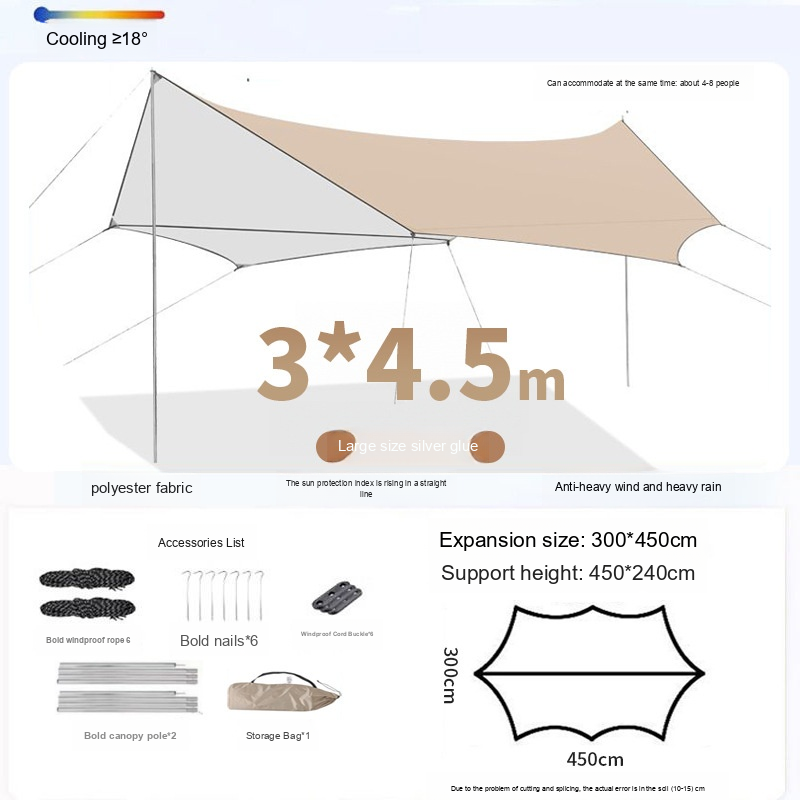 Cooling ≥18°
Can accommodate at the same time: about 4-8 people
3*4.5m
Large size silver glue
polyester fabric
The sun protection index is rising in a straight
line
Anti-heavy wind and heavy rain
Accessories List
Expansion size: 300*450cm
Support height: 450*240cm
Bold windproof rope 6
Bold nails*6
Windproof Cord Buckle*6
300cm
Bold canopy pole*2
Storage Bag*1
450cm
Due to the problem of cutting and splicing, the actual error is in the scll (10-15) cm